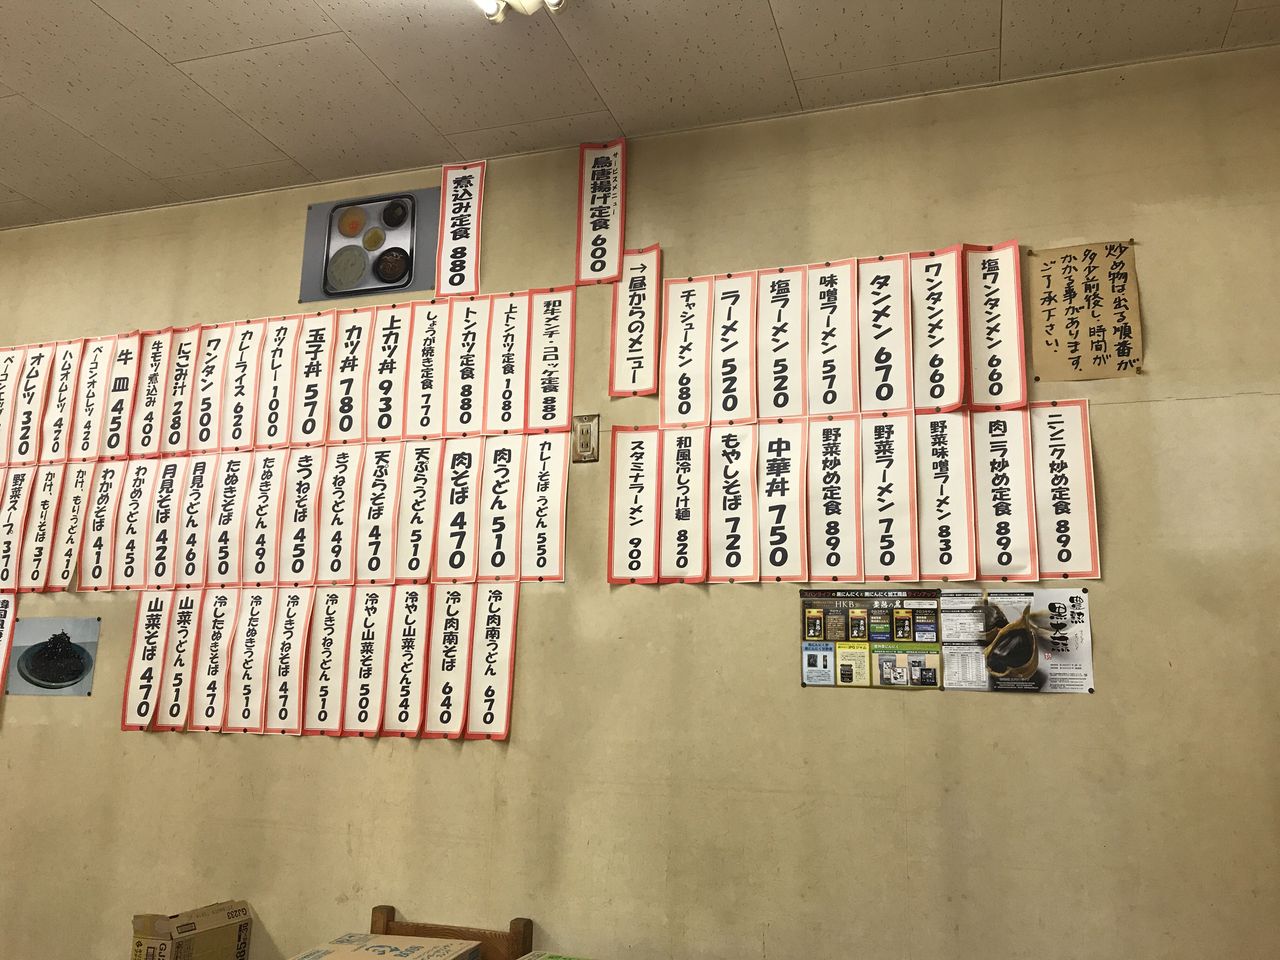 炒め物は出る順番が
多少前後し、時間が
かかる事があります。
ご了承下さい。
サービスメニュー
鳥唐揚げ定食 600
煮込み定食 880
塩ワンタンメン 660
ワンタンメン 660
タンメン 670
味噌ラーメン 570
塩ラーメン 520
ラーメン 520
チャシューメン 680
→昼からのメニュー
ニンニク炒め定食 890
肉ニラ炒め定食 890
野菜味噌ラーメン 830
野菜ラーメン 750
野菜炒め定食 890
中華丼 750
もやしそば 720
和風冷しつけ麺 820
スタミナラーメン 900
和牛メンチ・コロッケ定食 880
上トンカツ定食 1080
トンカツ定食 880
しょうが焼き定食 770
上カツ丼 930
カツ丼 780
玉子丼 570
カツカレー 1000
カレーライス 620
ワンタン 500
にこみ汁 280
牛モツ煮込み 400
牛皿 450
ベーコンオムレツ 420
ハムオムレツ 420
オムレツ 320
カレーそば うどん 550
肉うどん 510
肉そば 470
天ぷらうどん 510
天ぷらそば 470
きつねうどん 490
きつねそば 450
たぬきうどん 490
たぬきそば 450
月見うどん 460
月見そば 420
わかめうどん 450
わかめそば 410
かけ、もりうどん 410
かけ、もりそば 370
野菜スープ 370
冷し肉南うどん 670
冷し肉南そば 640
冷やし山菜うどん 540
冷やし山菜そば 500
冷しきつねうどん 510
冷しきつねそば 470
冷したぬきうどん 510
冷したぬきそば 470
山菜うどん 510
山菜そば 470
HKB
GJ233